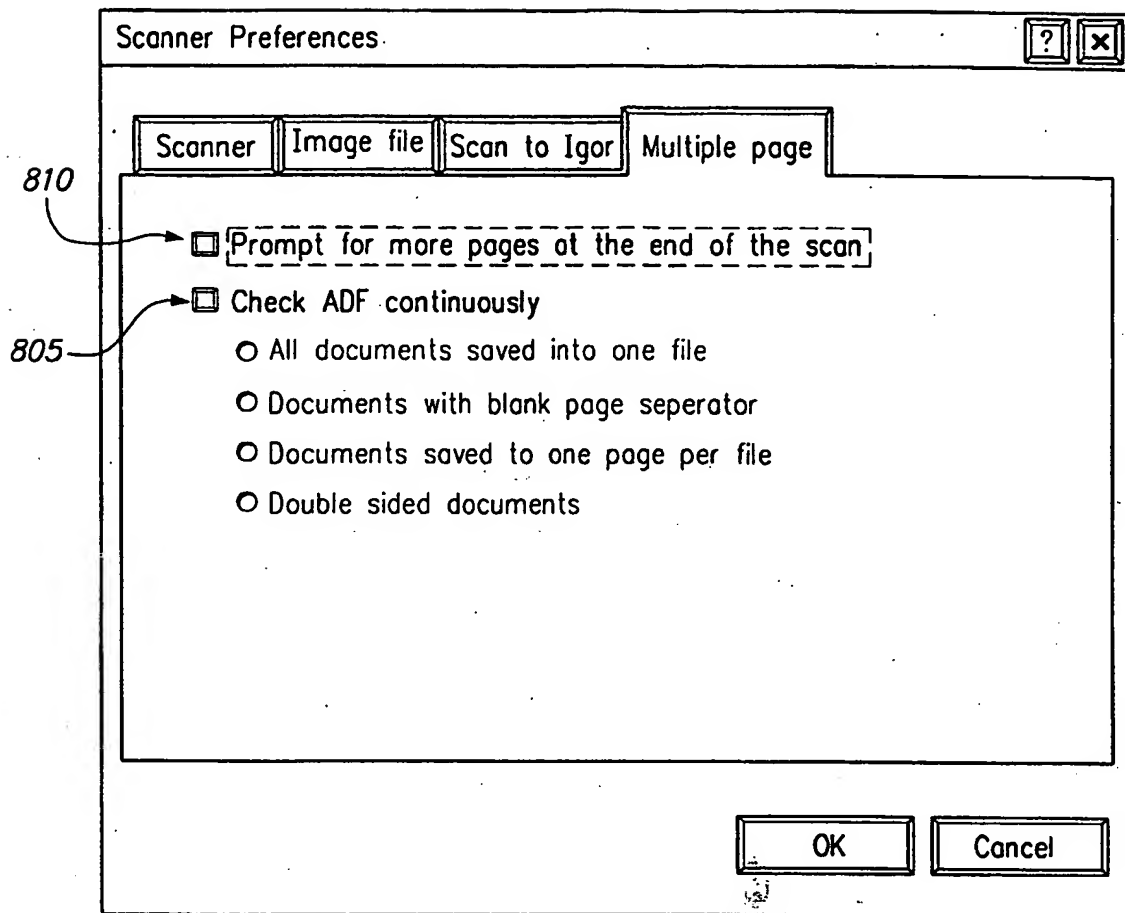 Scanner Preferences
? x
Scanner Image file Scan to Igor Multiple page
810
Prompt for more pages at the end of the scan
Check ADF continuously
805
All documents saved into one file
Documents with blank page seperator
Documents saved to one page per file
Double sided documents
OK Cancel